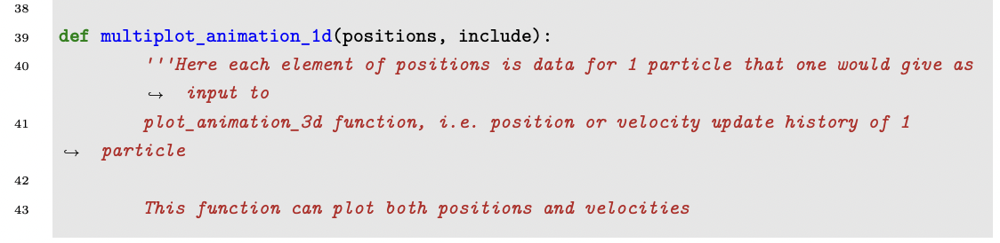 38
39 def multiplot_animation_1d(positions, include):
40 '''Here each element of positions is data for 1 particle that one would give as
↪ input to
41 plot_animation_3d function, i.e. position or velocity update history of 1
↪ particle
42
43 This function can plot both positions and velocities